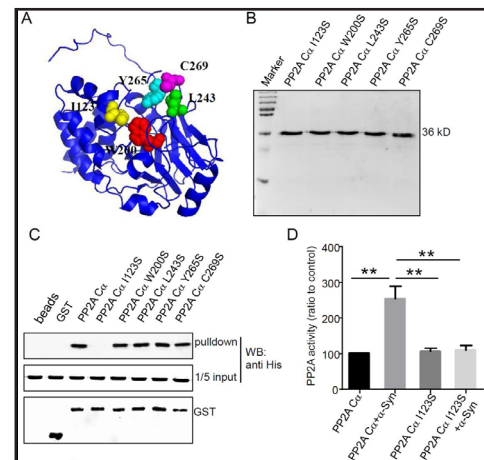 A
C269
Y265
I123
L243
W200
B
Marker
PP2A Cα I123S
PP2A Cα W200S
PP2A Cα L243S
PP2A Cα Y265S
PP2A Cα C269S
36 kD
C
beads
GST
PP2A Cα
PP2A Cα I123S
PP2A Cα W200S
PP2A Cα L243S
PP2A Cα Y265S
PP2A Cα C269S
pulldown
WB:
anti His
1/5 input
GST
D
PP2A activity (ratio to control)
400
300
200
100
0
**
**
**
PP2A Cα
PP2A Cα+α-Syn
PP2A Cα I123S
PP2A Cα I123S
+α-Syn